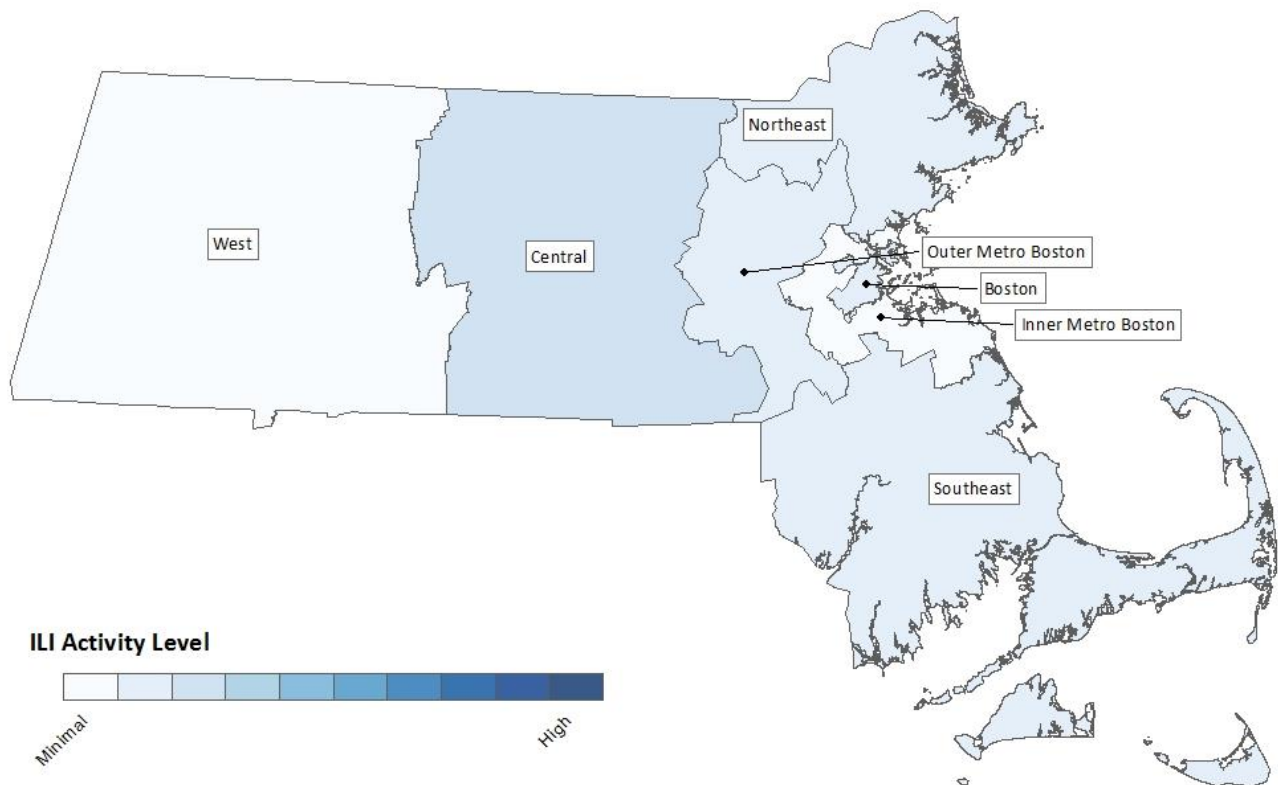 Northeast
West
Central
Outer Metro Boston
Boston
Inner Metro Boston
Southeast
ILI Activity Level
Minimal
High